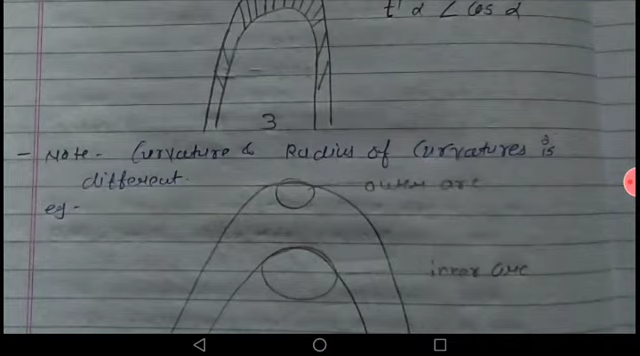 t' α < cos α
3
- Note - Curvature & Radius of Curvatures is
different.
outer arc
eg -
inner arc